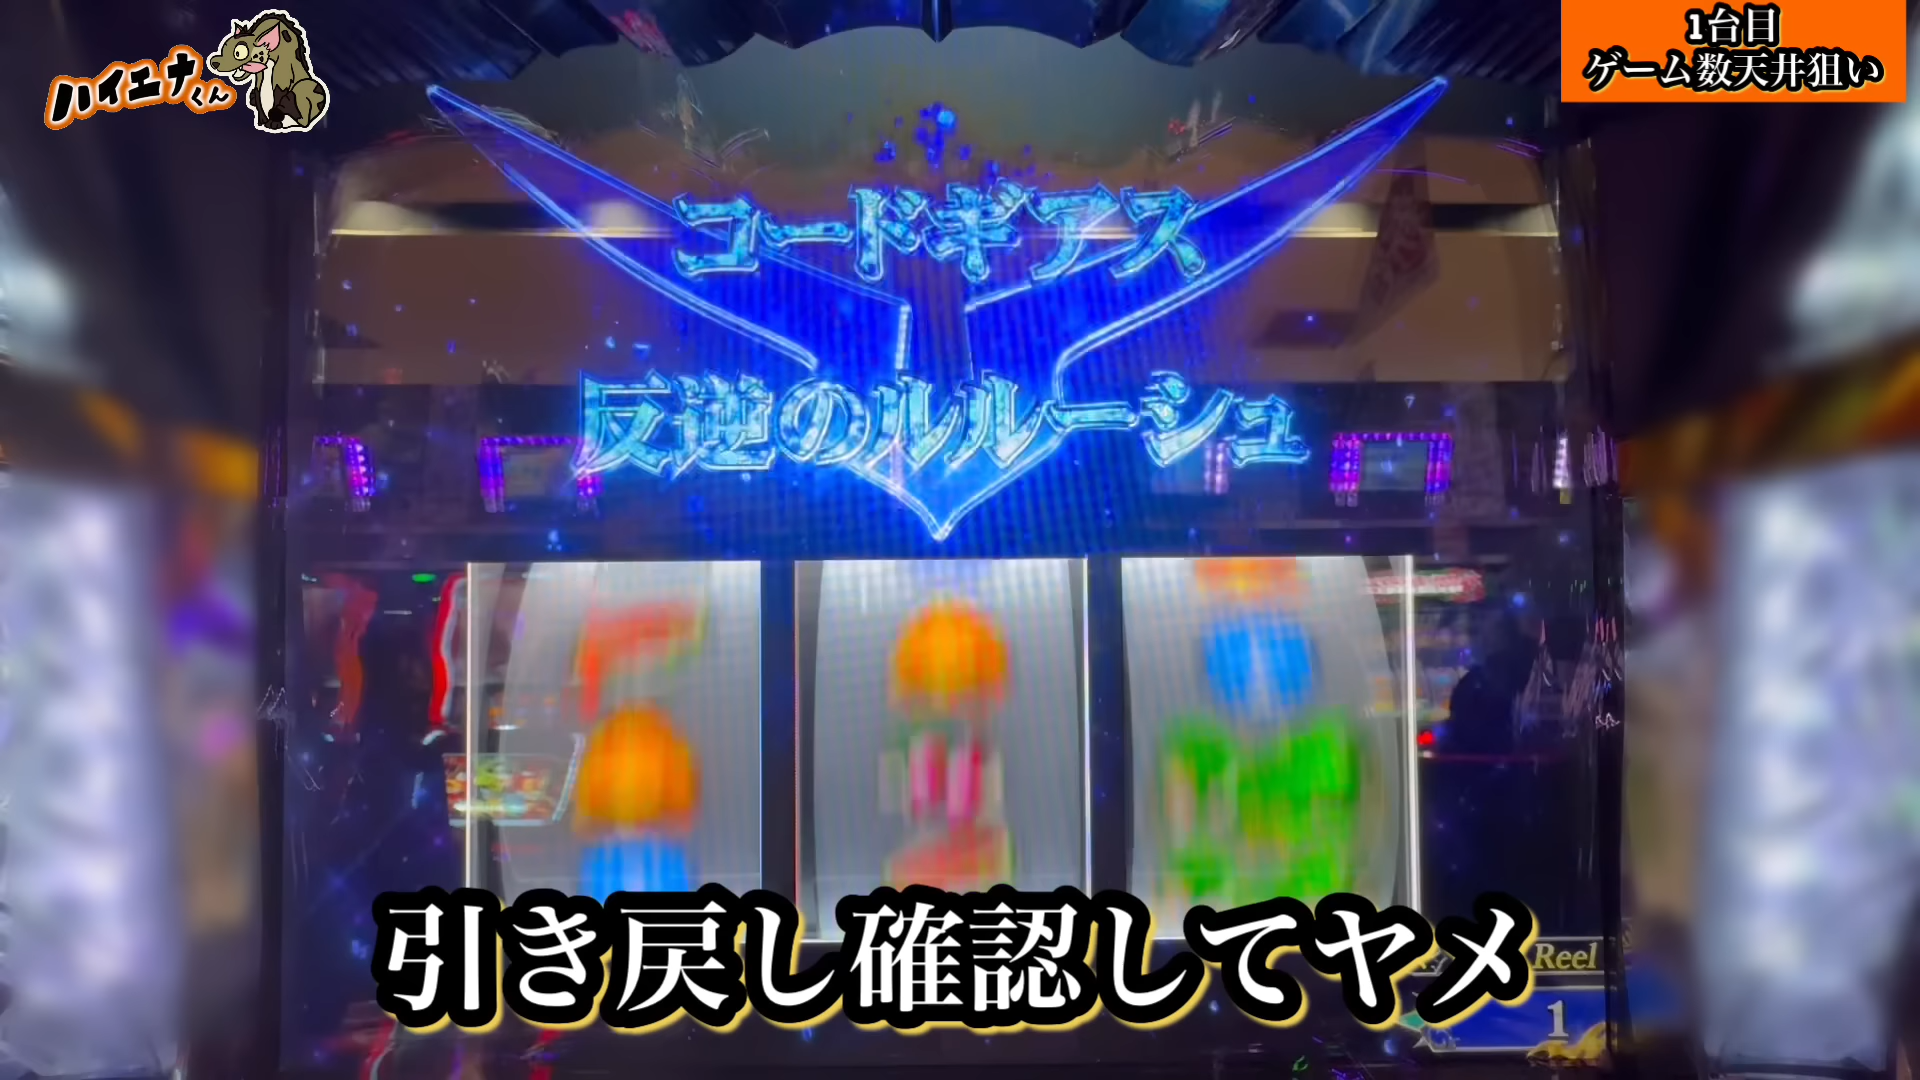 ハイエナくん
1台目
ゲーム数天井狙い
コードギアス
反逆のルルーシュ
引き戻し確認してヤメ
Reel
1